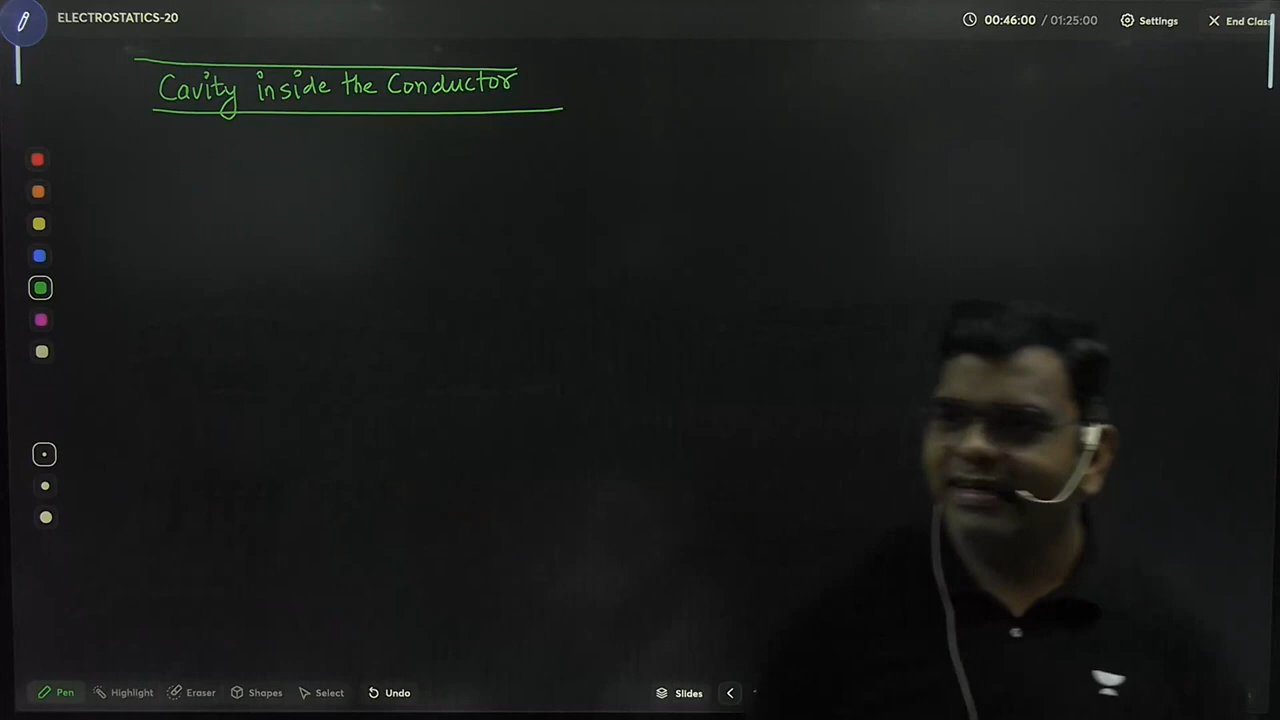 ELECTROSTATICS-20
00:46:00 / 01:25:00
Settings
End Class
Cavity inside the Conductor
Pen
Highlight
Eraser
Shapes
Select
Undo
Slides